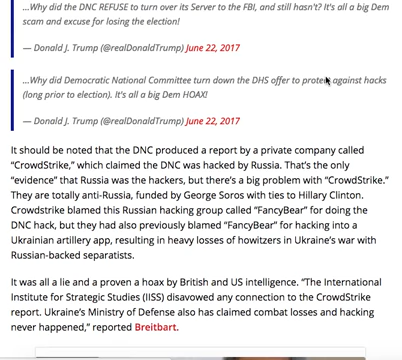 ...Why did the DNC REFUSE to turn over its Server to the FBI, and still hasn't? It's all a big Dem
scam and excuse for losing the election!
— Donald J. Trump (@realDonaldTrump) June 22, 2017
...Why did Democratic National Committee turn down the DHS offer to protect against hacks
(long prior to election). It's all a big Dem HOAX!
— Donald J. Trump (@realDonaldTrump) June 22, 2017
It should be noted that the DNC produced a report by a private company called
“CrowdStrike,” which claimed the DNC was hacked by Russia. That’s the only
“evidence” that Russia was the hackers, but there’s a big problem with “CrowdStrike.”
They are totally anti-Russia, funded by George Soros with ties to Hillary Clinton.
Crowdstrike blamed this Russian hacking group called “FancyBear” for doing the
DNC hack, but they had also previously blamed “FancyBear” for hacking into a
Ukrainian artillery app, resulting in heavy losses of howitzers in Ukraine’s war with
Russian-backed separatists.
It was all a lie and a proven a hoax by British and US intelligence. “The International
Institute for Strategic Studies (IISS) disavowed any connection to the CrowdStrike
report. Ukraine’s Ministry of Defense also has claimed combat losses and hacking
never happened,” reported Breitbart.